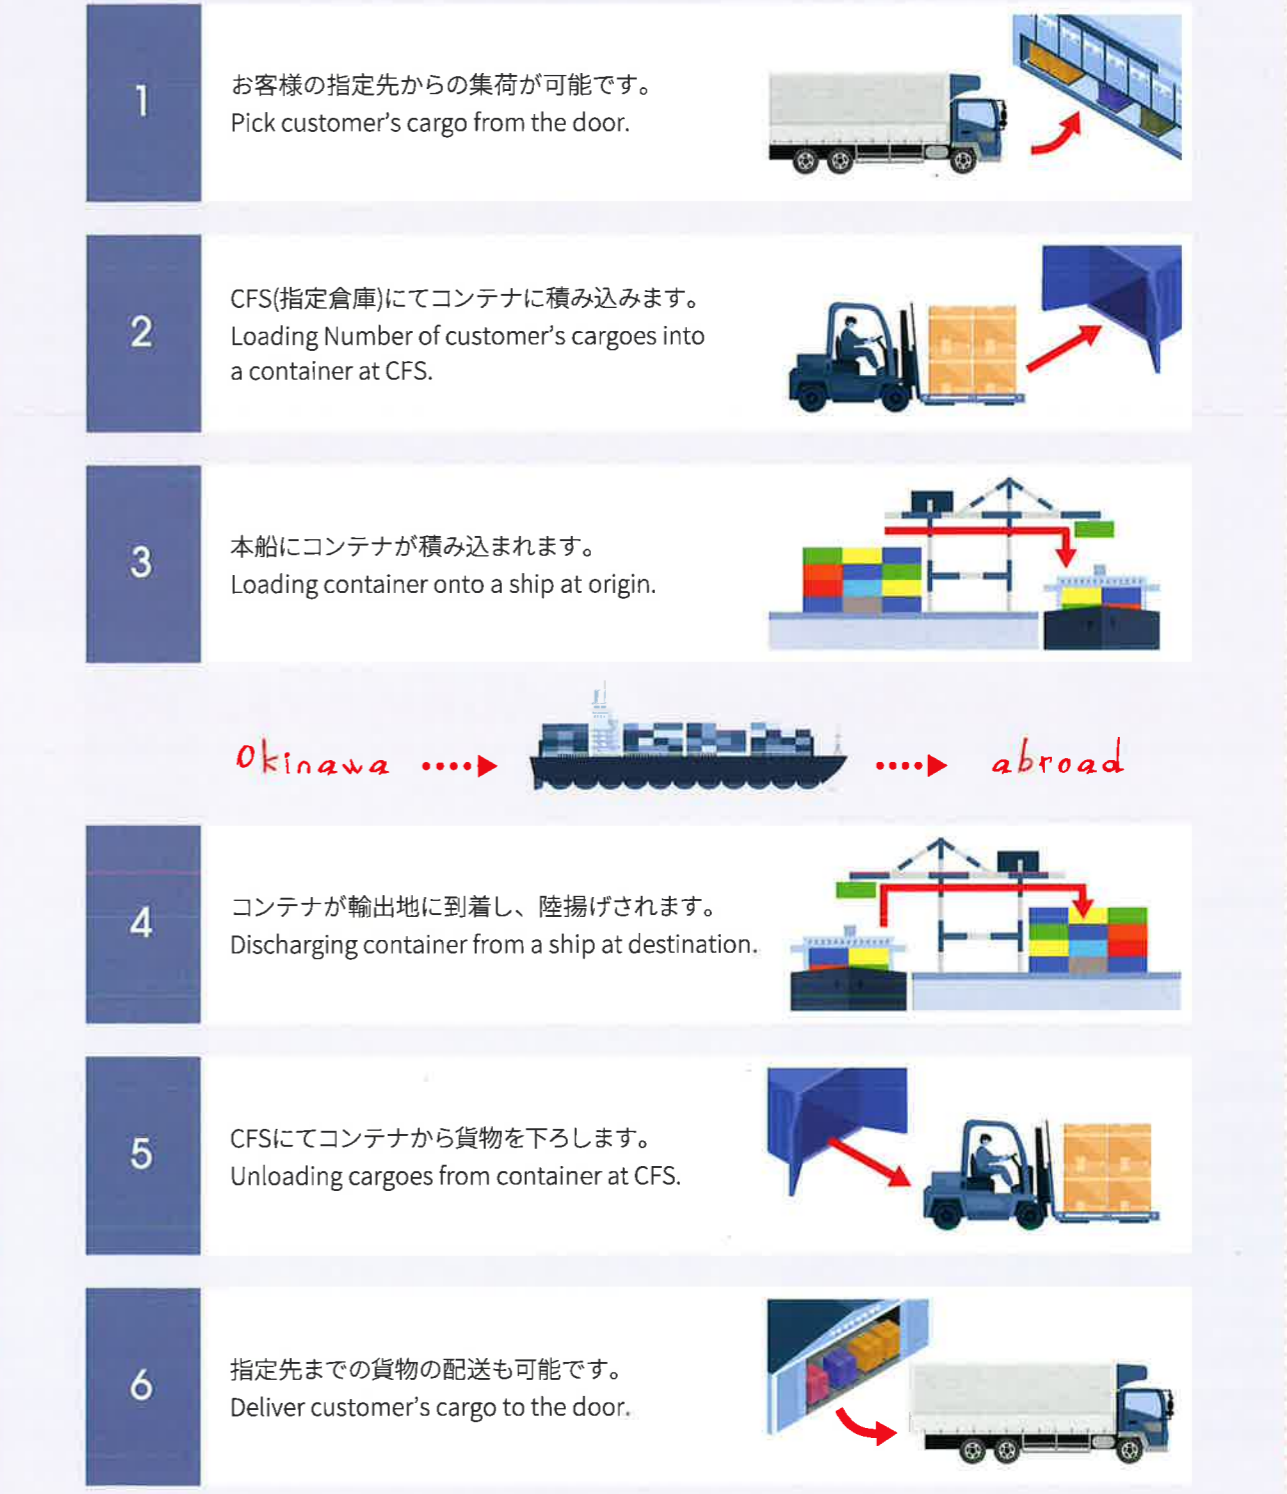 1
お客様の指定先からの集荷が可能です。
Pick customer's cargo from the door.
2
CFS(指定倉庫)にてコンテナに積み込みます。
Loading Number of customer's cargoes into
a container at CFS.
3
本船にコンテナが積み込まれます。
Loading container onto a ship at origin.
Okinawa
abroad
4
コンテナが輸出地に到着し、陸揚げされます。
Discharging container from a ship at destination.
5
CFSにてコンテナから貨物を下ろします。
Unloading cargoes from container at CFS.
6
指定先までの貨物の配送も可能です。
Deliver customer's cargo to the door.